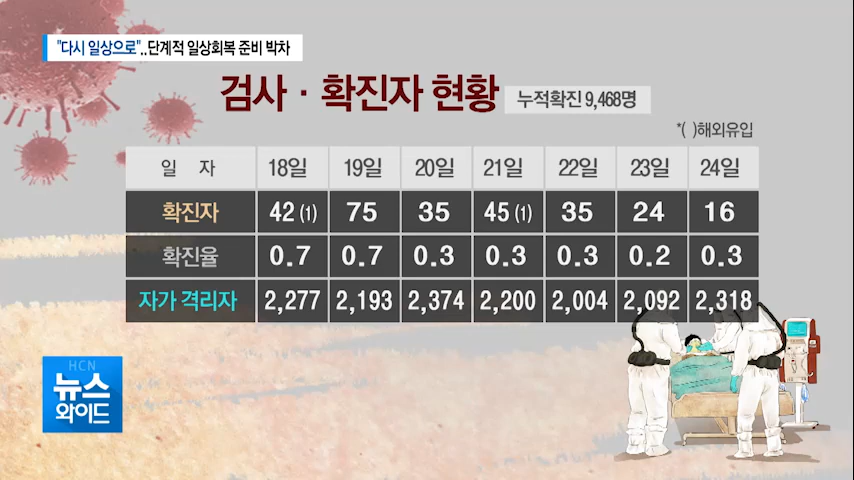 "다시 일상으로"..단계적 일상회복 준비 박차
검사·확진자 현황 누적확진 9,468명
*( )해외유입
일 자 18일 19일 20일 21일 22일 23일 24일
확진자 42 (1) 75 35 45 (1) 35 24 16
확진율 0.7 0.7 0.3 0.3 0.3 0.2 0.3
자가 격리자 2,277 2,193 2,374 2,200 2,004 2,092 2,318
HCN
뉴스
와이드